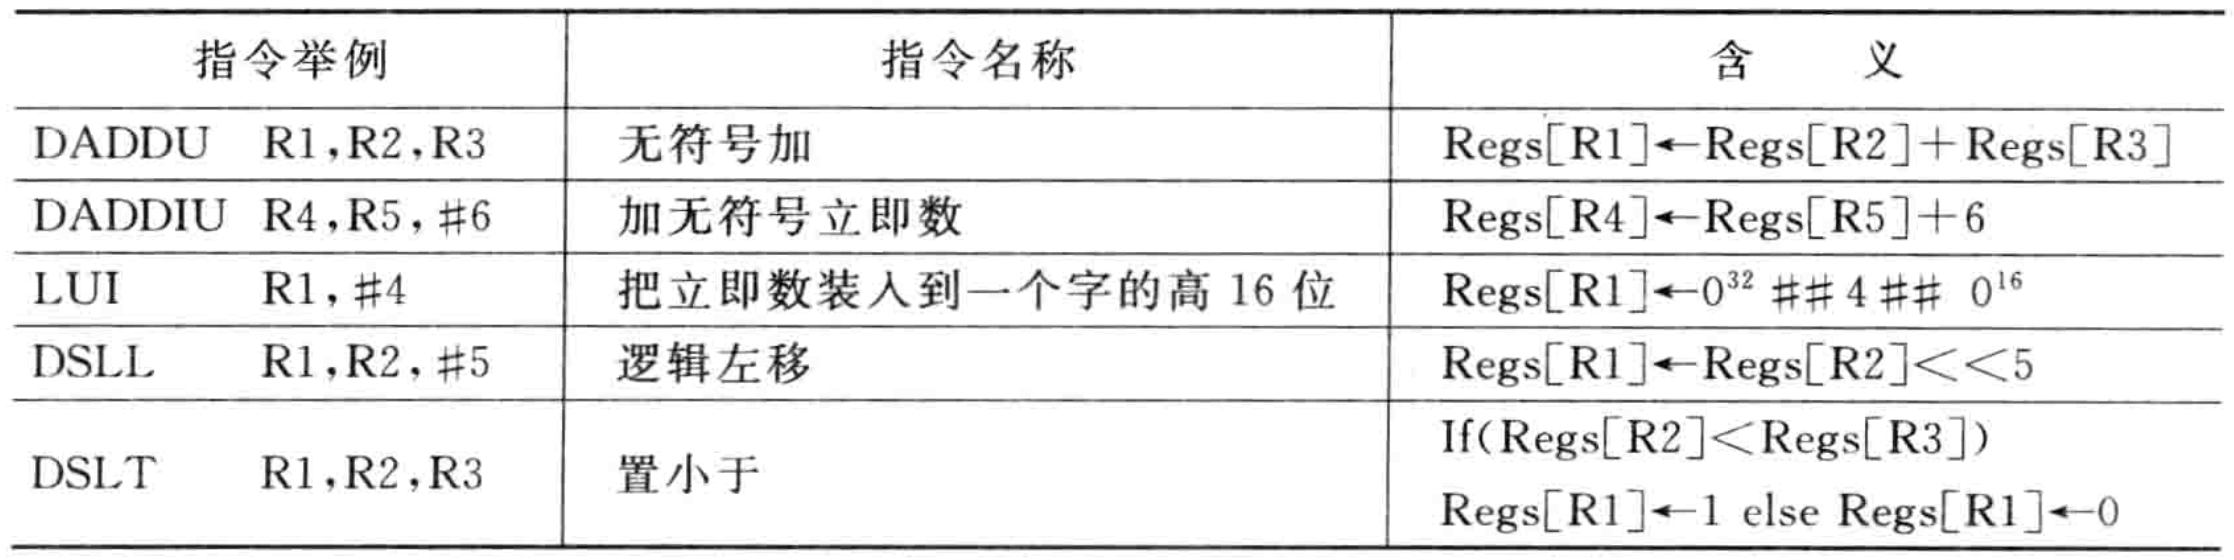 指令举例 指令名称 含 义
DADDU R1,R2,R3 无符号加 Regs[R1]←Regs[R2]+Regs[R3]
DADDIU R4,R5,#6 加无符号立即数 Regs[R4]←Regs[R5]+6
LUI R1,#4 把立即数装入到一个字的高 16 位 Regs[R1]←0³² ##4## 0¹⁶
DSLL R1,R2,#5 逻辑左移 Regs[R1]←Regs[R2]<<5
DSLT R1,R2,R3 置小于 If(Regs[R2]<Regs[R3])
Regs[R1]←1 else Regs[R1]←0